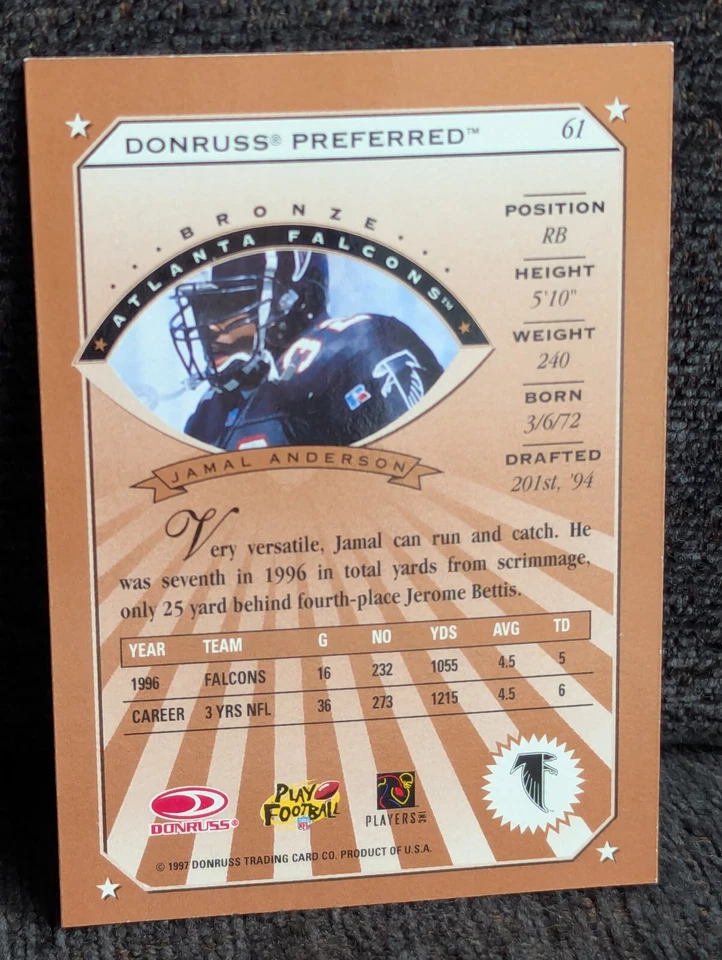 DONRUSS® PREFERRED™ 61
BRONZE
ATLANTA FALCONS™
JAMAL ANDERSON
POSITION
RB
HEIGHT
5'10"
WEIGHT
240
BORN
3/6/72
DRAFTED
201st, '94
Very versatile, Jamal can run and catch. He
was seventh in 1996 in total yards from scrimmage,
only 25 yard behind fourth-place Jerome Bettis.
YEAR TEAM G NO YDS AVG TD
1996 FALCONS 16 232 1055 4.5 5
CAREER 3 YRS NFL 36 273 1215 4.5 6
DONRUSS®
PLAY
FOOTBALL
NFL
PLAYERS INC
© 1997 DONRUSS TRADING CARD CO. PRODUCT OF U.S.A.